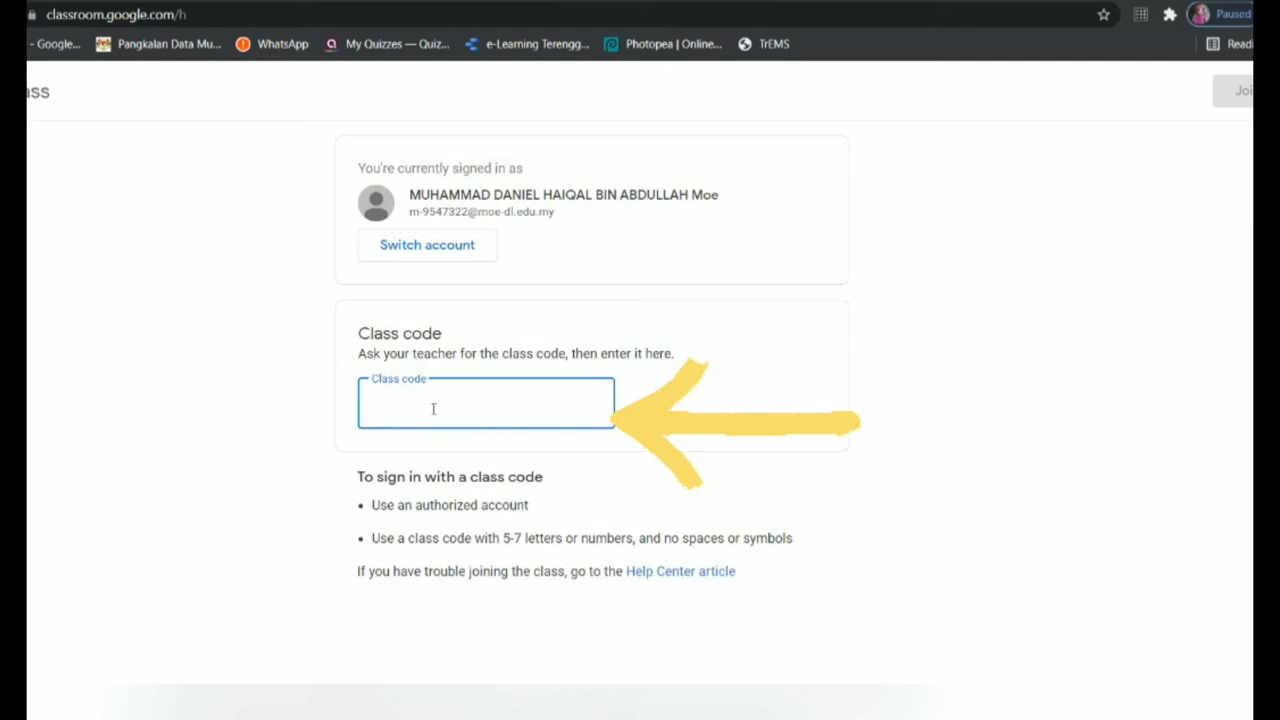 classroom.google.com/h
Paused
- Google... Pangkalan Data Mu... WhatsApp My Quizzes — Quiz... e-Learning Terengg... Photopea | Online... TrEMS Readi
ass
Joi
You're currently signed in as
MUHAMMAD DANIEL HAIQAL BIN ABDULLAH Moe
m-9547322@moe-dl.edu.my
Switch account
Class code
Ask your teacher for the class code, then enter it here.
Class code
To sign in with a class code
• Use an authorized account
• Use a class code with 5-7 letters or numbers, and no spaces or symbols
If you have trouble joining the class, go to the Help Center article